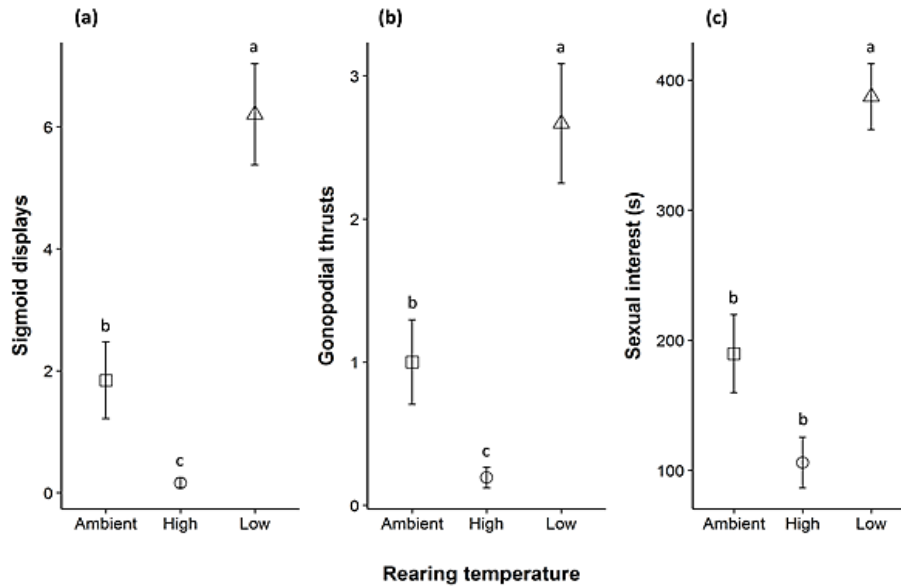 (a)
(b)
(c)
Sigmoid displays
6
4
2
0
a
b
c
Ambient High Low
Gonopodial thrusts
3
2
1
0
a
b
c
Ambient High Low
Sexual interest (s)
400
300
200
100
a
b
b
Ambient High Low
Rearing temperature